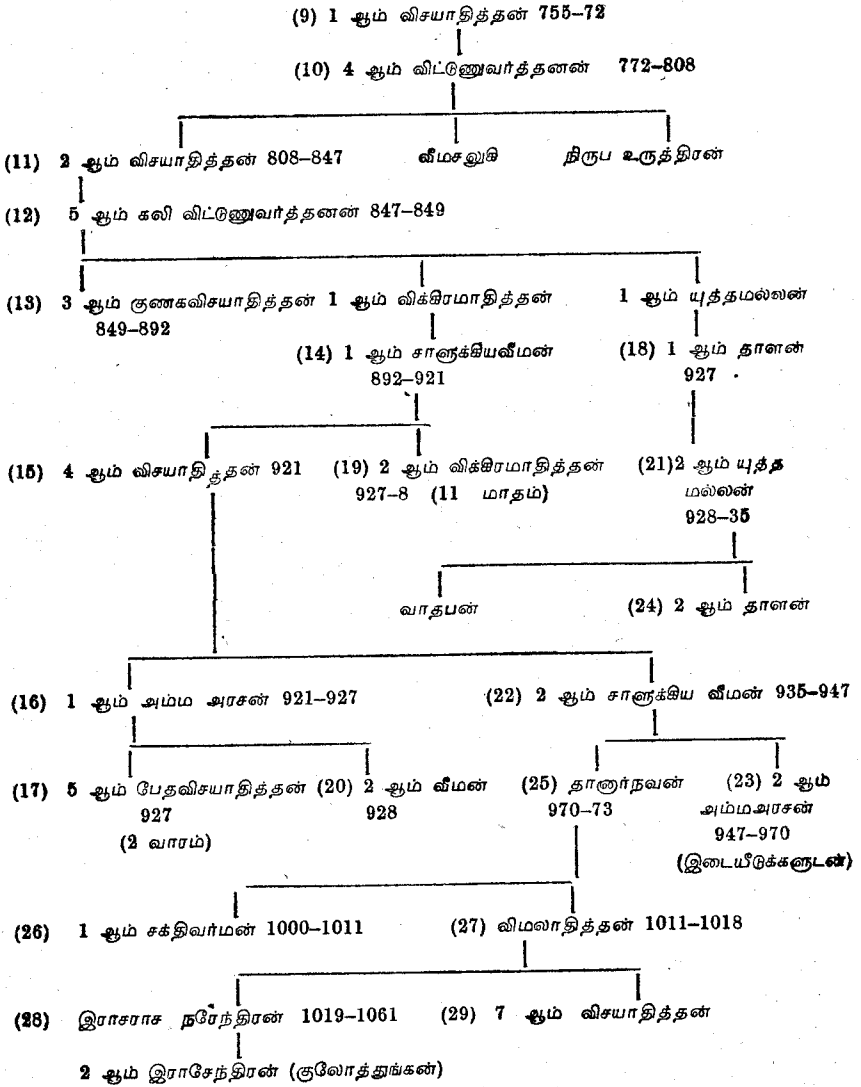 (9) 1 ஆம் விசயாதித்தன் 755–72
(10) 4 ஆம் விட்டுணுவர்த்தனன் 772–808
(11) 2 ஆம் விசயாதித்தன் 808–847 வீமசலுகி நிருப உருத்திரன்
(12) 5 ஆம் கலி விட்டுணுவர்த்தனன் 847–849
(13) 3 ஆம் குணகவிசயாதித்தன் 1 ஆம் விக்கிரமாதித்தன் 1 ஆம் யுத்தமல்லன்
849–892
(14) 1 ஆம் சாளுக்கியவீமன் (18) 1 ஆம் தாளன்
892–921 927
(15) 4 ஆம் விசயாதித்தன் 921 (19) 2 ஆம் விக்கிரமாதித்தன் (21)2 ஆம் யுத்த
927–8 (11 மாதம்) மல்லன்
928–35
வாதபன் (24) 2 ஆம் தாளன்
(16) 1 ஆம் அம்ம அரசன் 921–927 (22) 2 ஆம் சாளுக்கிய வீமன் 935–947
(17) 5 ஆம் பேதவிசயாதித்தன் (20) 2 ஆம் வீமன் (25) தானார்நவன் (23) 2 ஆம்
927 928 970–73 அம்மஅரசன்
(2 வாரம்) 947–970
(இடையீடுக்களுடன்)
(26) 1 ஆம் சக்திவர்மன் 1000–1011 (27) விமலாதித்தன் 1011–1018
(28) இராசராச நரேந்திரன் 1019–1061 (29) 7 ஆம் விசயாதித்தன்
2 ஆம் இராசேந்திரன் (குலோத்துங்கன்)